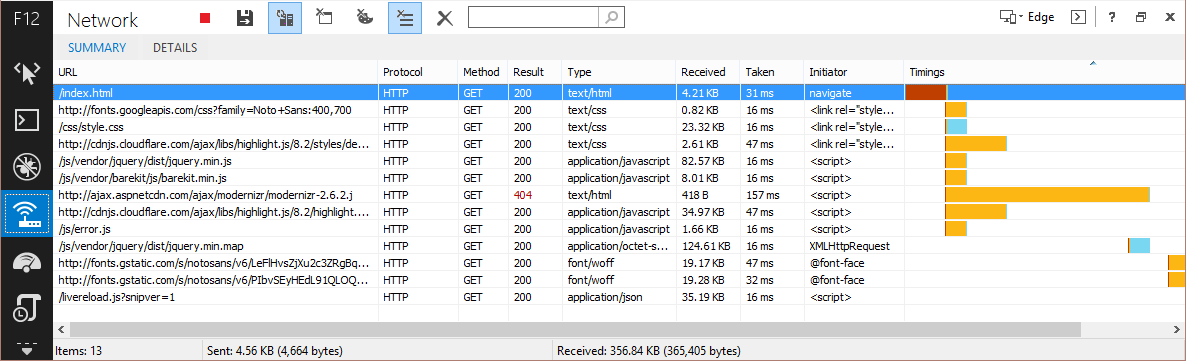 F12 Network Edge ?
SUMMARY DETAILS
URL Protocol Method Result Type Received Taken Initiator Timings
/index.html HTTP GET 200 text/html 4.21 KB 31 ms navigate
http://fonts.googleapis.com/css?family=Noto+Sans:400,700 HTTP GET 200 text/css 0.82 KB 16 ms <link rel="style...
/css/style.css HTTP GET 200 text/css 23.32 KB 16 ms <link rel="style...
http://cdnjs.cloudflare.com/ajax/libs/highlight.js/8.2/styles/de... HTTP GET 200 text/css 2.61 KB 47 ms <link rel="style...
/js/vendor/jquery/dist/jquery.min.js HTTP GET 200 application/javascript 82.57 KB 16 ms <script>
/js/vendor/barekit/js/barekit.min.js HTTP GET 200 application/javascript 8.01 KB 16 ms <script>
http://ajax.aspnetcdn.com/ajax/modernizr/modernizr-2.6.2.j HTTP GET 404 text/html 418 B 157 ms <script>
http://cdnjs.cloudflare.com/ajax/libs/highlight.js/8.2/highlight.... HTTP GET 200 application/javascript 34.97 KB 47 ms <script>
/js/error.js HTTP GET 200 application/javascript 1.66 KB 16 ms <script>
/js/vendor/jquery/dist/jquery.min.map HTTP GET 200 application/octet-s... 124.61 KB 16 ms XMLHttpRequest
http://fonts.gstatic.com/s/notosans/v6/LeFlHvsZjXu2c3ZRgBq... HTTP GET 200 font/woff 19.17 KB 47 ms @font-face
http://fonts.gstatic.com/s/notosans/v6/PIbvSEyHEdL91QLOQ... HTTP GET 200 font/woff 19.28 KB 32 ms @font-face
/livereload.js?snipver=1 HTTP GET 200 application/json 35.19 KB 16 ms <script>
Items: 13 Sent: 4.56 KB (4,664 bytes) Received: 356.84 KB (365,405 bytes)